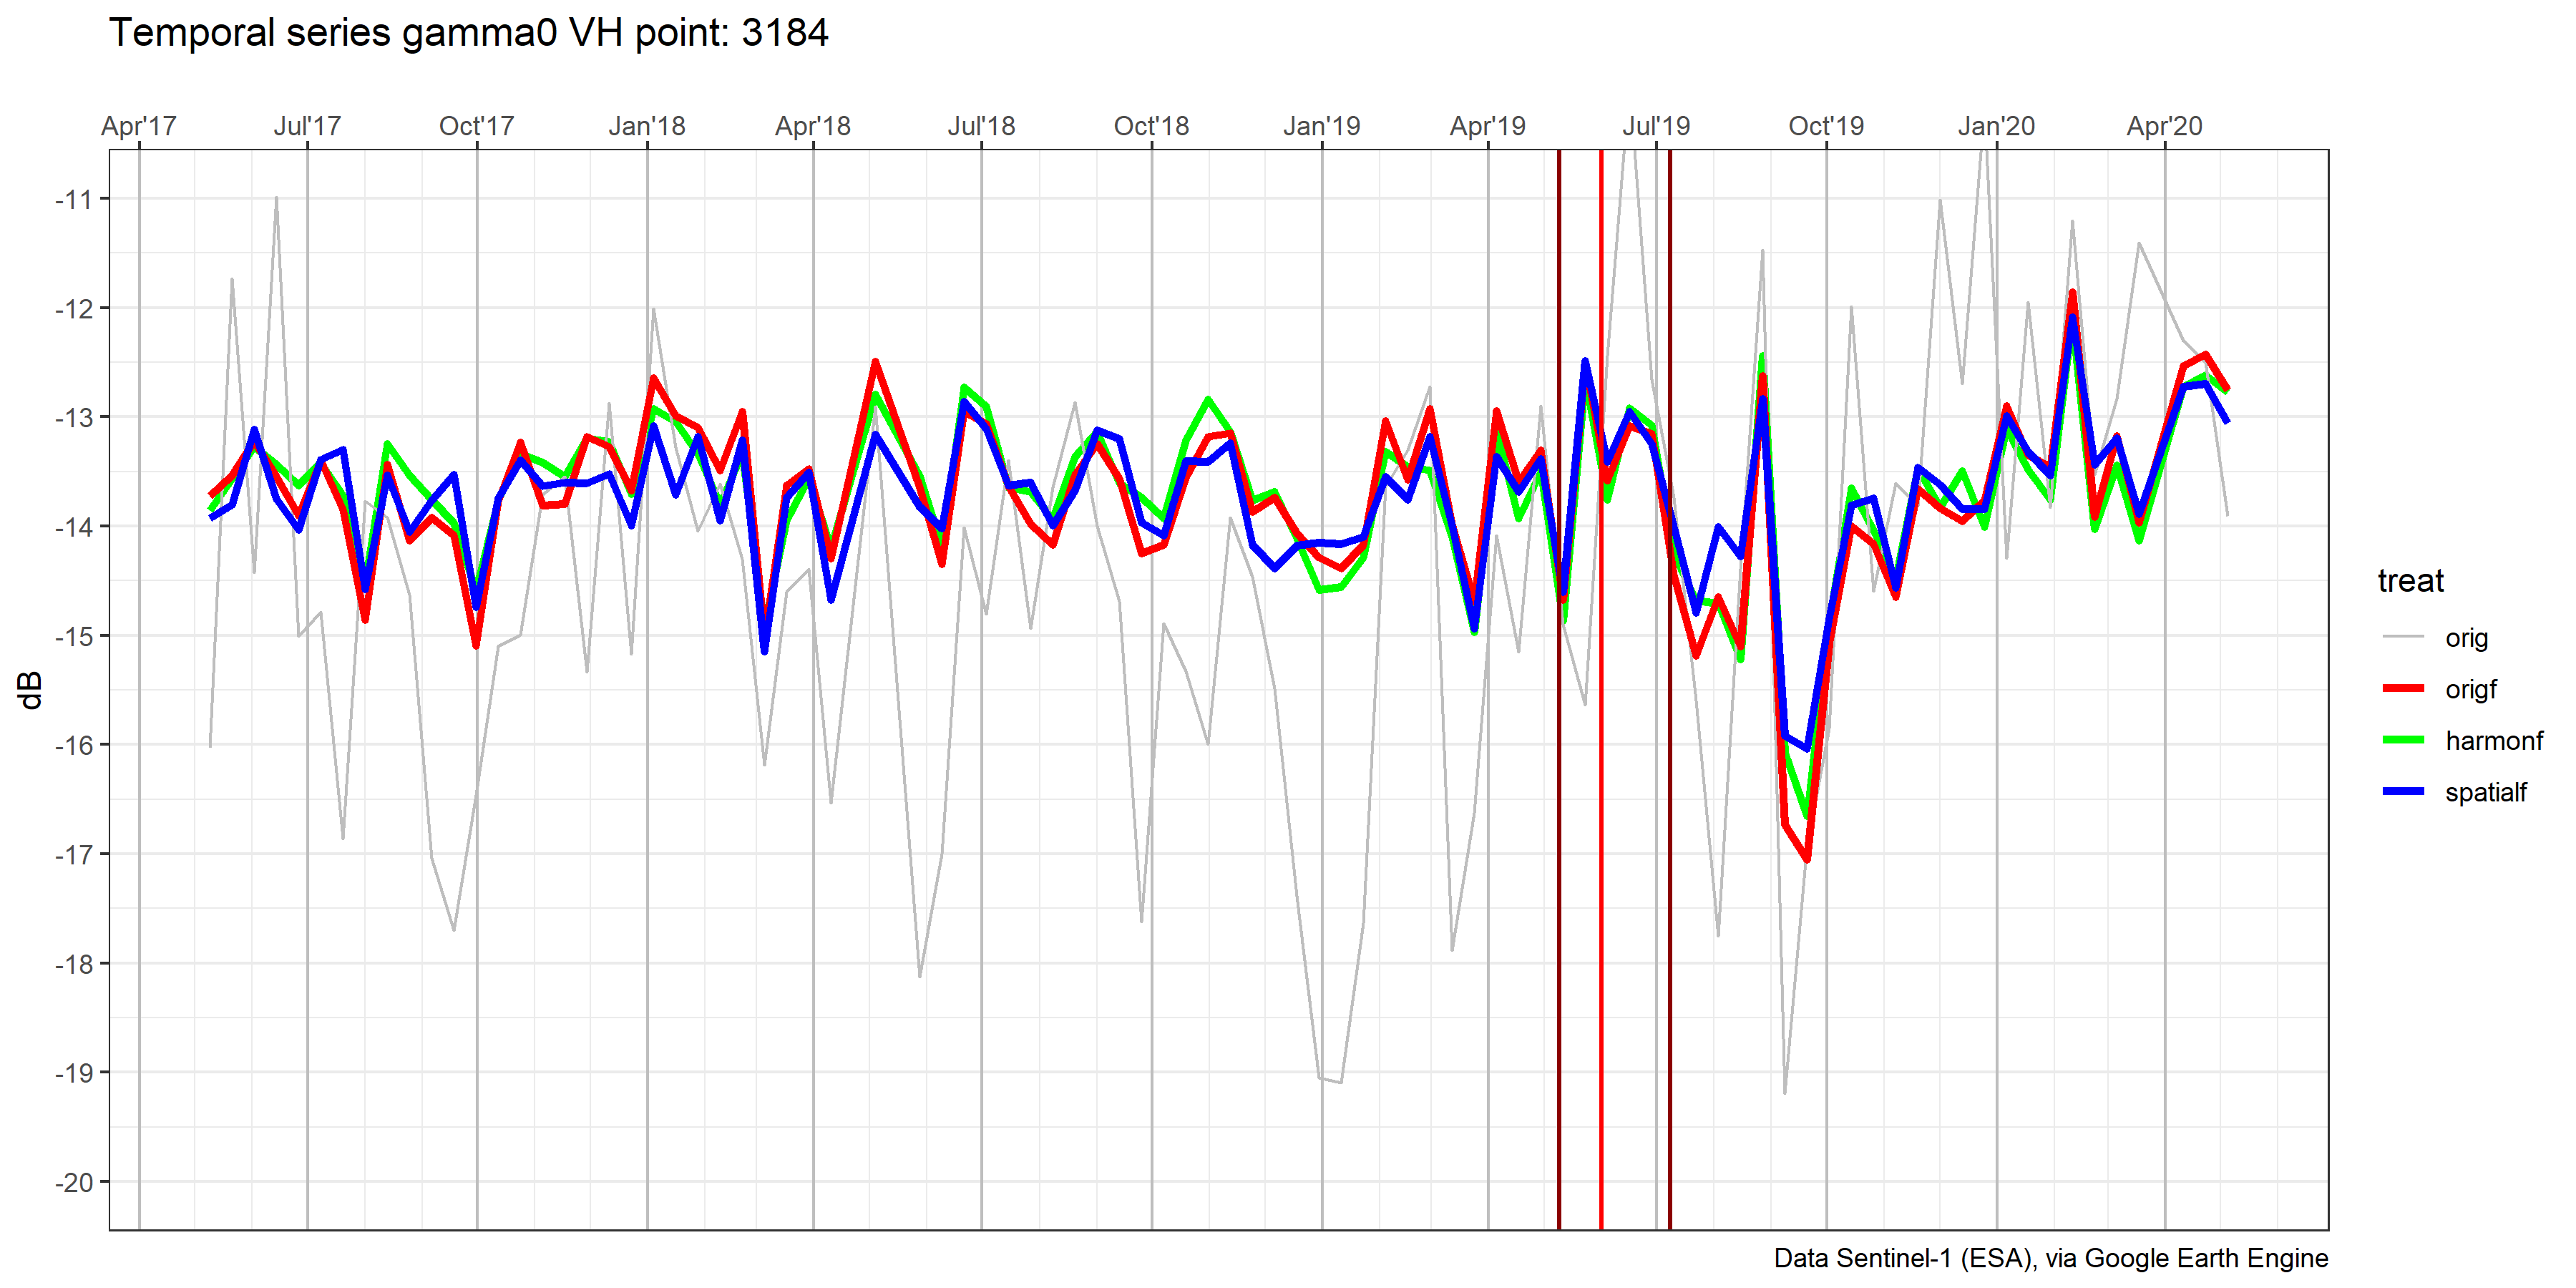 Temporal series gamma0 VH point: 3184
Apr'17 Jul'17 Oct'17 Jan'18 Apr'18 Jul'18 Oct'18 Jan'19 Apr'19 Jul'19 Oct'19 Jan'20 Apr'20
-11
-12
-13
-14
-15
-16
-17
-18
-19
-20
dB
treat
orig
origf
harmonf
spatialf
Data Sentinel-1 (ESA), via Google Earth Engine